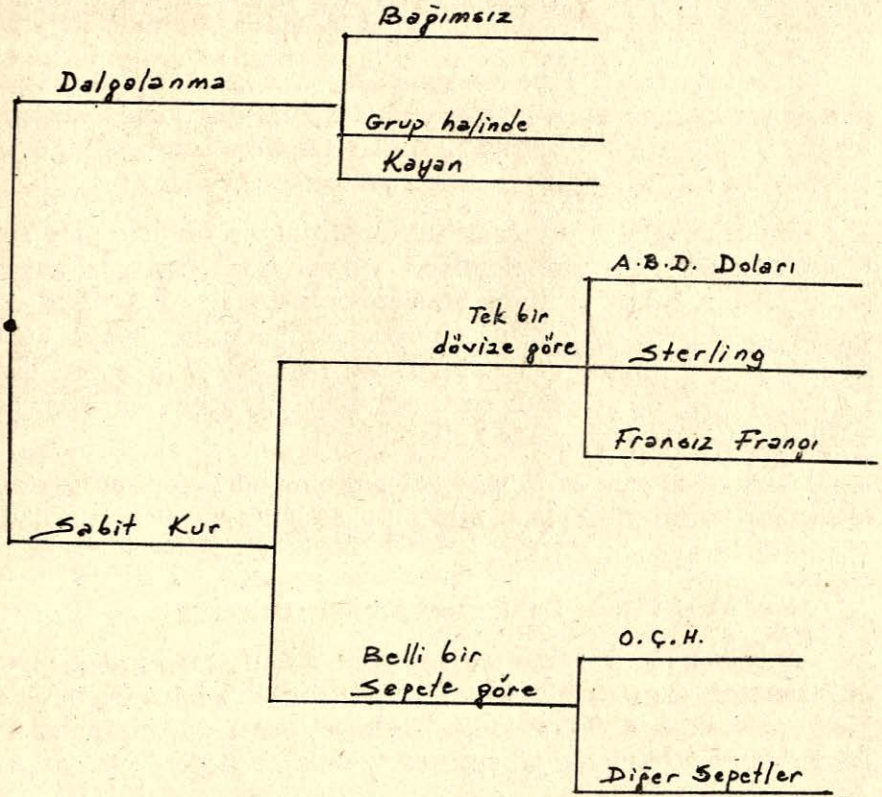 Bağımsız
Dalgalanma
Grup halinde
Kayan
A.B.D. Doları
Tek bir
dövize göre
Sterling
Fransız Frangı
Sabit Kur
O.Ç.H.
Belli bir
Sepete göre
Diğer Sepetler